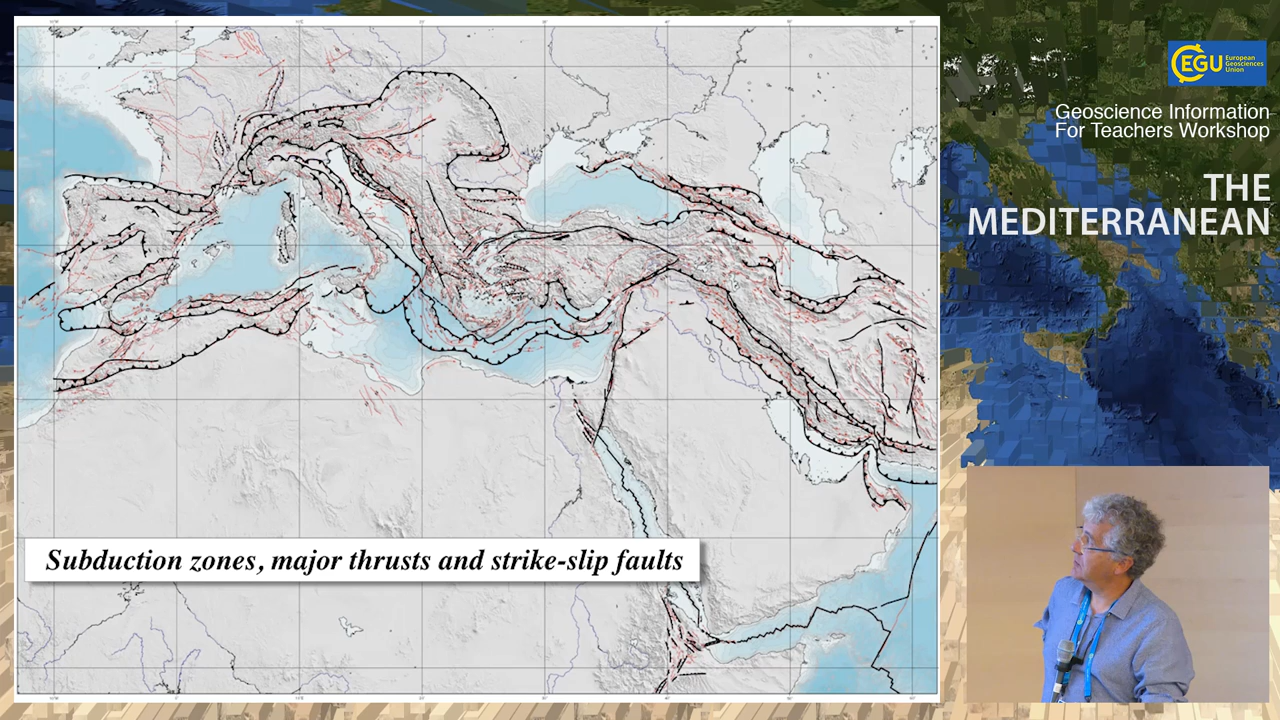 EGU European
Geosciences
Union
Geoscience Information
For Teachers Workshop
THE
MEDITERRANEAN
Subduction zones, major thrusts and strike-slip faults